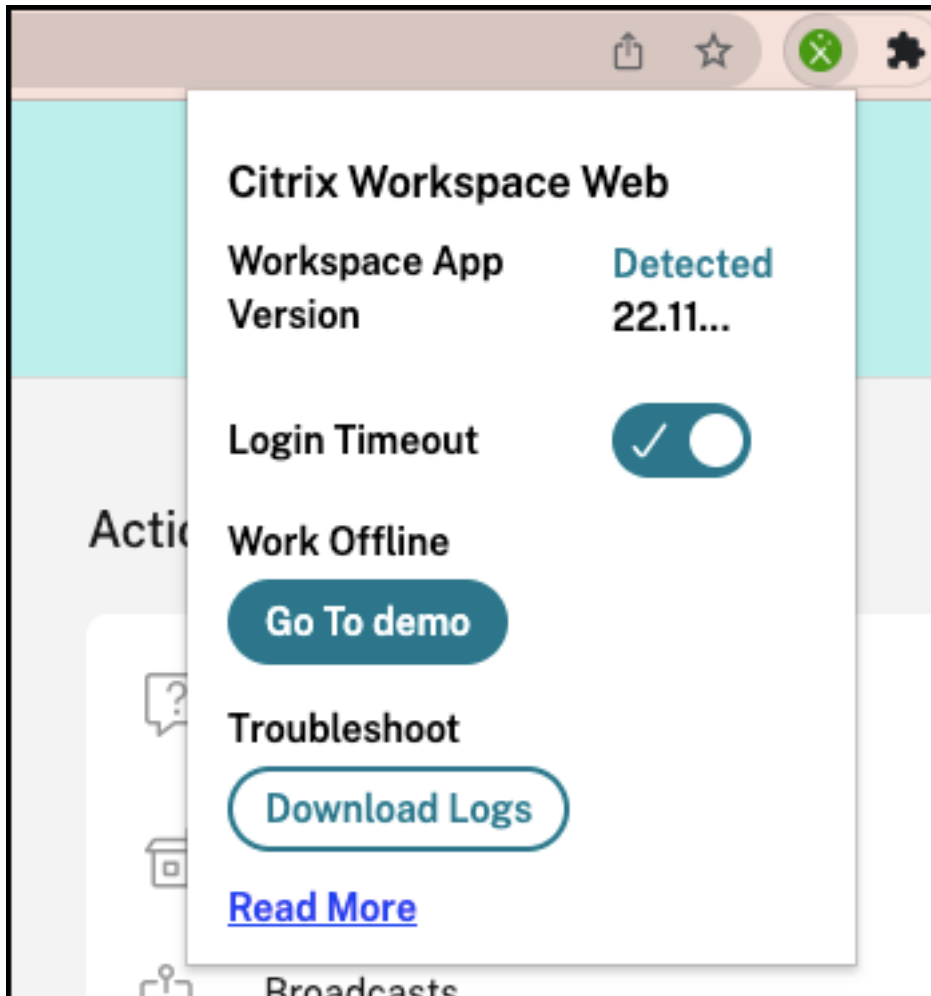 Citrix Workspace Web
Workspace App Detected
Version 22.11...
Login Timeout
Work Offline
Go To demo
Troubleshoot
Download Logs
Read More
Broadcasts